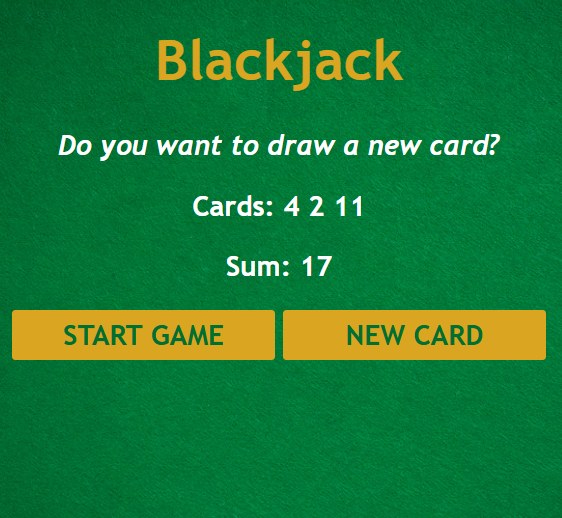 Blackjack
Do you want to draw a new card?
Cards: 4 2 11
Sum: 17
START GAME NEW CARD